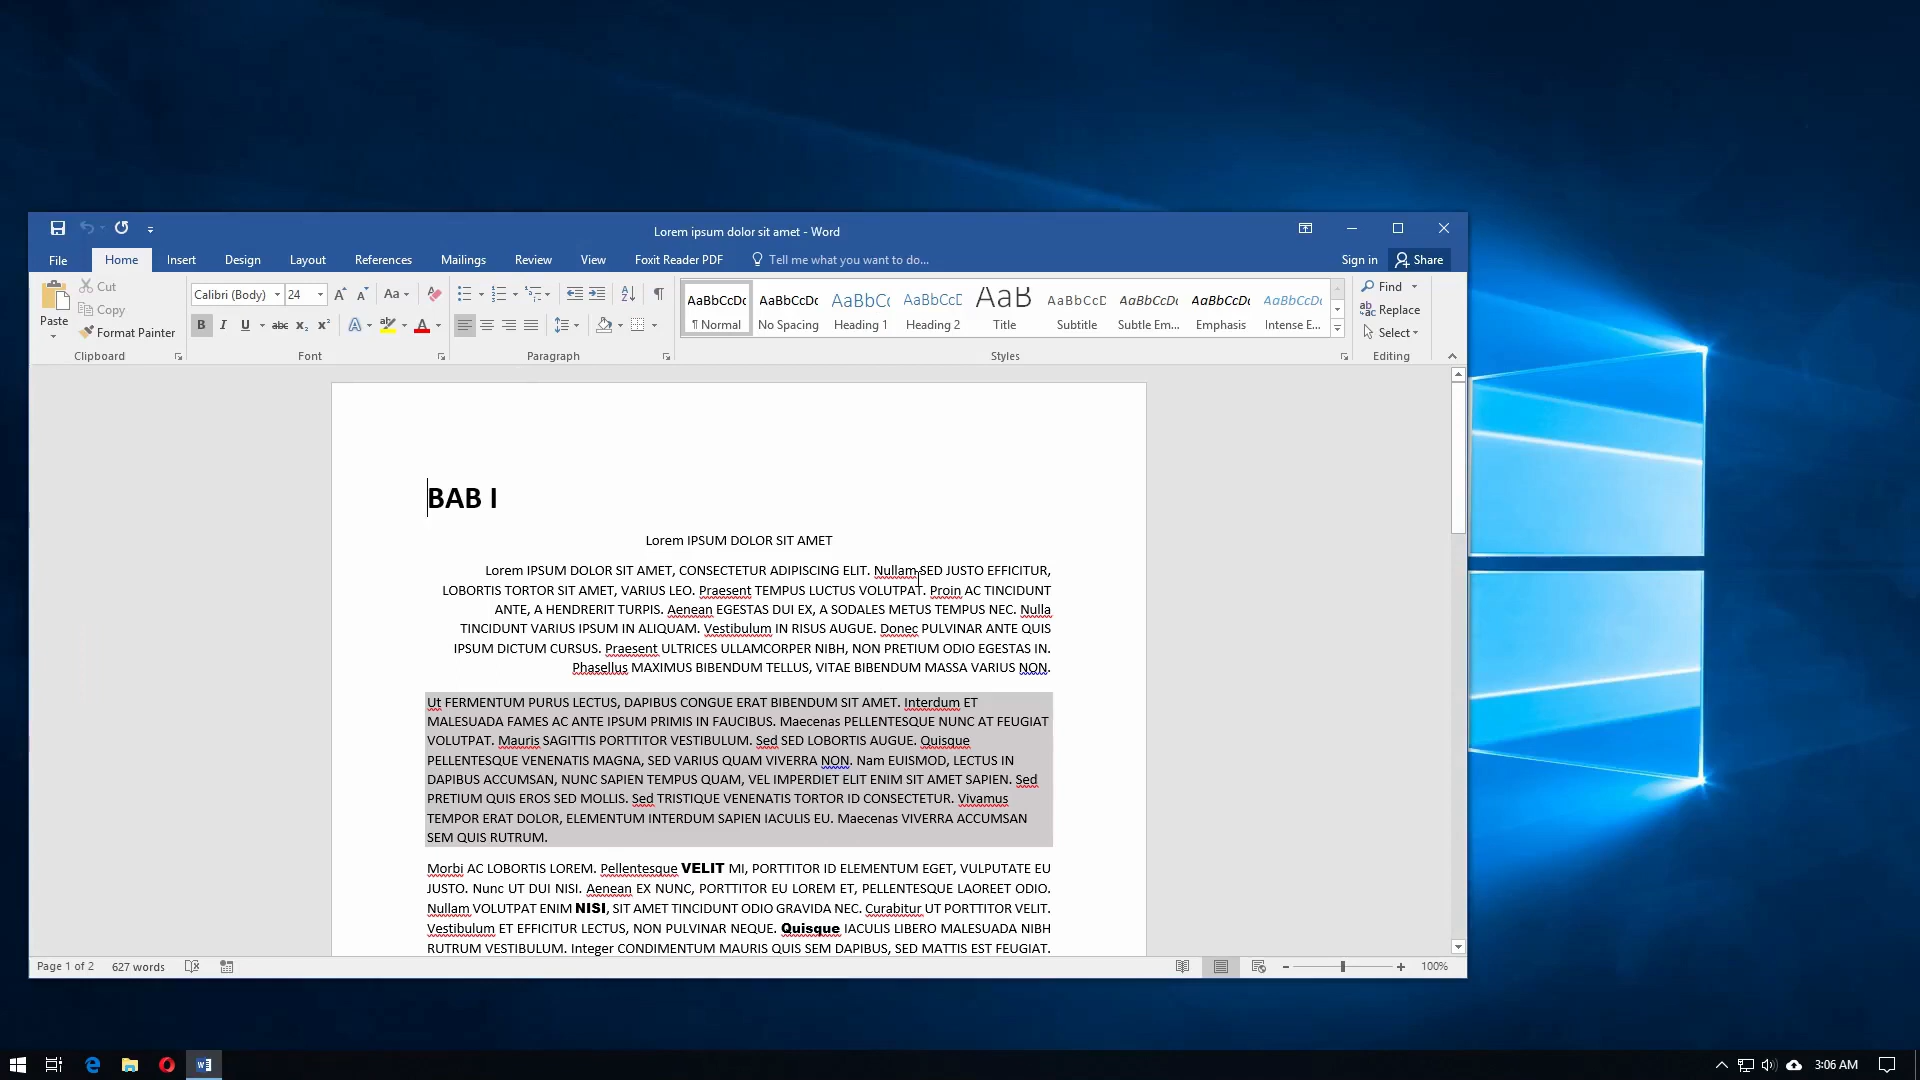 Lorem ipsum dolor sit amet - Word
File Home Insert Design Layout References Mailings Review View Foxit Reader PDF Tell me what you want to do... Sign in Share
Paste
Cut
Copy
Format Painter
Clipboard
Calibri (Body) 24
Font
Paragraph
AaBbCcDc AaBbCcDc AaBbCc AaBbCcD AaB AaBbCcD AaBbCcDc AaBbCcDc AaBbCcDc
¶ Normal No Spacing Heading 1 Heading 2 Title Subtitle Subtle Em... Emphasis Intense E...
Styles
Find
Replace
Select
Editing
BAB I
Lorem IPSUM DOLOR SIT AMET
Lorem IPSUM DOLOR SIT AMET, CONSECTETUR ADIPISCING ELIT. Nullam SED JUSTO EFFICITUR,
LOBORTIS TORTOR SIT AMET, VARIUS LEO. Praesent TEMPUS LUCTUS VOLUTPAT. Proin AC TINCIDUNT
ANTE, A HENDRERIT TURPIS. Aenean EGESTAS DUI EX, A SODALES METUS TEMPUS NEC. Nulla
TINCIDUNT VARIUS IPSUM IN ALIQUAM. Vestibulum IN RISUS AUGUE. Donec PULVINAR ANTE QUIS
IPSUM DICTUM CURSUS. Praesent ULTRICES ULLAMCORPER NIBH, NON PRETIUM ODIO EGESTAS IN.
Phasellus MAXIMUS BIBENDUM TELLUS, VITAE BIBENDUM MASSA VARIUS NON.
Ut FERMENTUM PURUS LECTUS, DAPIBUS CONGUE ERAT BIBENDUM SIT AMET. Interdum ET
MALESUADA FAMES AC ANTE IPSUM PRIMIS IN FAUCIBUS. Maecenas PELLENTESQUE NUNC AT FEUGIAT
VOLUTPAT. Mauris SAGITTIS PORTTITOR VESTIBULUM. Sed SED LOBORTIS AUGUE. Quisque
PELLENTESQUE VENENATIS MAGNA, SED VARIUS QUAM VIVERRA NON. Nam EUISMOD, LECTUS IN
DAPIBUS ACCUMSAN, NUNC SAPIEN TEMPUS QUAM, VEL IMPERDIET ELIT ENIM SIT AMET SAPIEN. Sed
PRETIUM QUIS EROS SED MOLLIS. Sed TRISTIQUE VENENATIS TORTOR ID CONSECTETUR. Vivamus
TEMPOR ERAT DOLOR, ELEMENTUM INTERDUM SAPIEN IACULIS EU. Maecenas VIVERRA ACCUMSAN
SEM QUIS RUTRUM.
Morbi AC LOBORTIS LOREM. Pellentesque VELIT MI, PORTTITOR ID ELEMENTUM EGET, VULPUTATE EU
JUSTO. Nunc UT DUI NISI. Aenean EX NUNC, PORTTITOR EU LOREM ET, PELLENTESQUE LAOREET ODIO.
Nullam VOLUTPAT ENIM NISI, SIT AMET TINCIDUNT ODIO GRAVIDA NEC. Curabitur UT PORTTITOR VELIT.
Vestibulum ET EFFICITUR LECTUS, NON PULVINAR NEQUE. Quisque IACULIS LIBERO MALESUADA NIBH
RUTRUM VESTIBULUM. Integer CONDIMENTUM MAURIS QUIS SEM DAPIBUS, SED MATTIS EST FEUGIAT.
Page 1 of 2 627 words 100%
3:06 AM